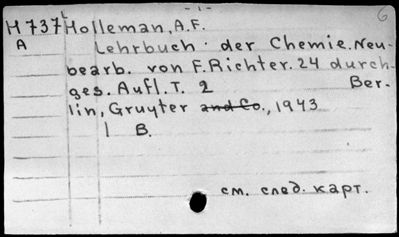 - 1 -
6
H 737 Holleman, A.F.
A
Lehrbuch der Chemie. Neu-
bearb. von F. Richter. 24 durch-
ges. Aufl. T. 2 Ber-
lin, Gruyter and Co., 1943
1 B.
см. след. карт.